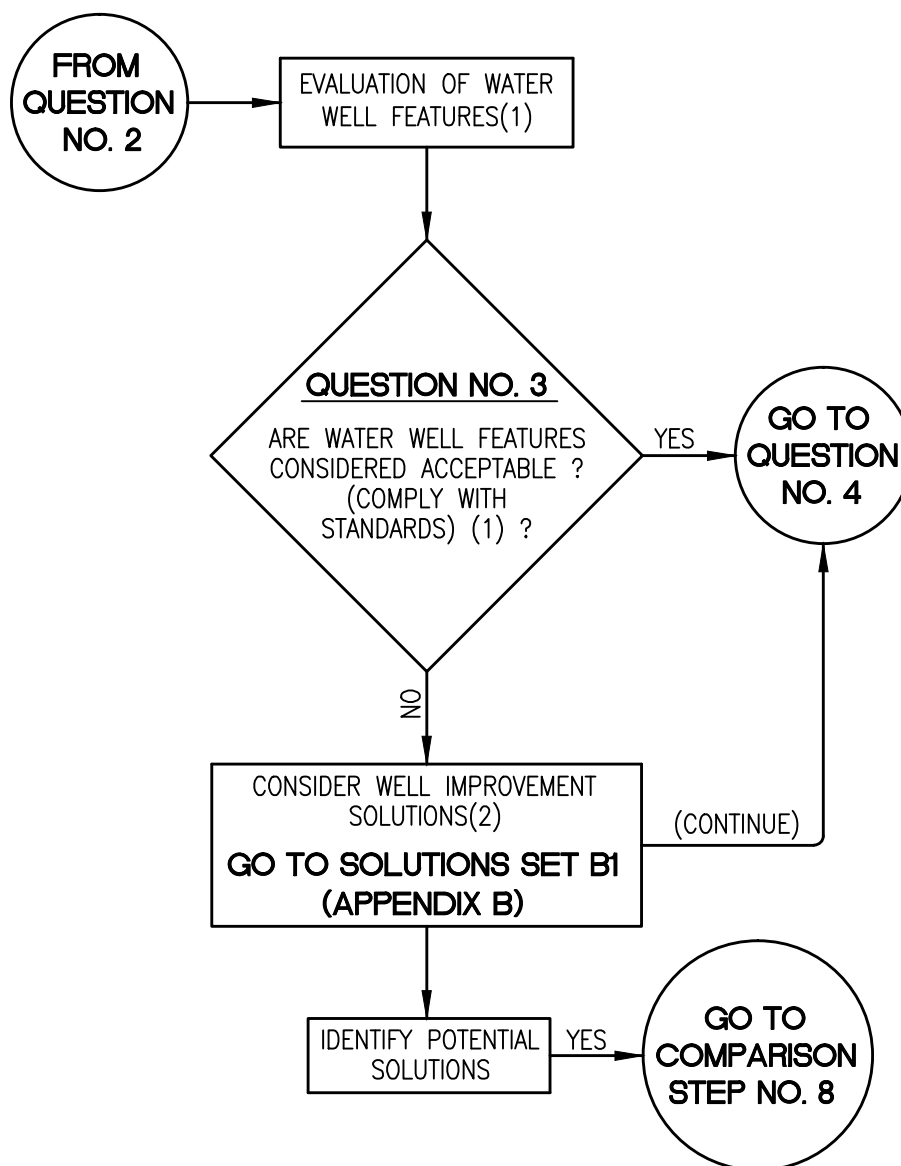 FROM
QUESTION
NO. 2
EVALUATION OF WATER
WELL FEATURES(1)
QUESTION NO. 3
ARE WATER WELL FEATURES
CONSIDERED ACCEPTABLE ?
(COMPLY WITH
STANDARDS) (1) ?
YES
GO TO
QUESTION
NO. 4
NO
CONSIDER WELL IMPROVEMENT
SOLUTIONS(2)
GO TO SOLUTIONS SET B1
(APPENDIX B)
(CONTINUE)
IDENTIFY POTENTIAL
SOLUTIONS
YES
GO TO
COMPARISON
STEP NO. 8